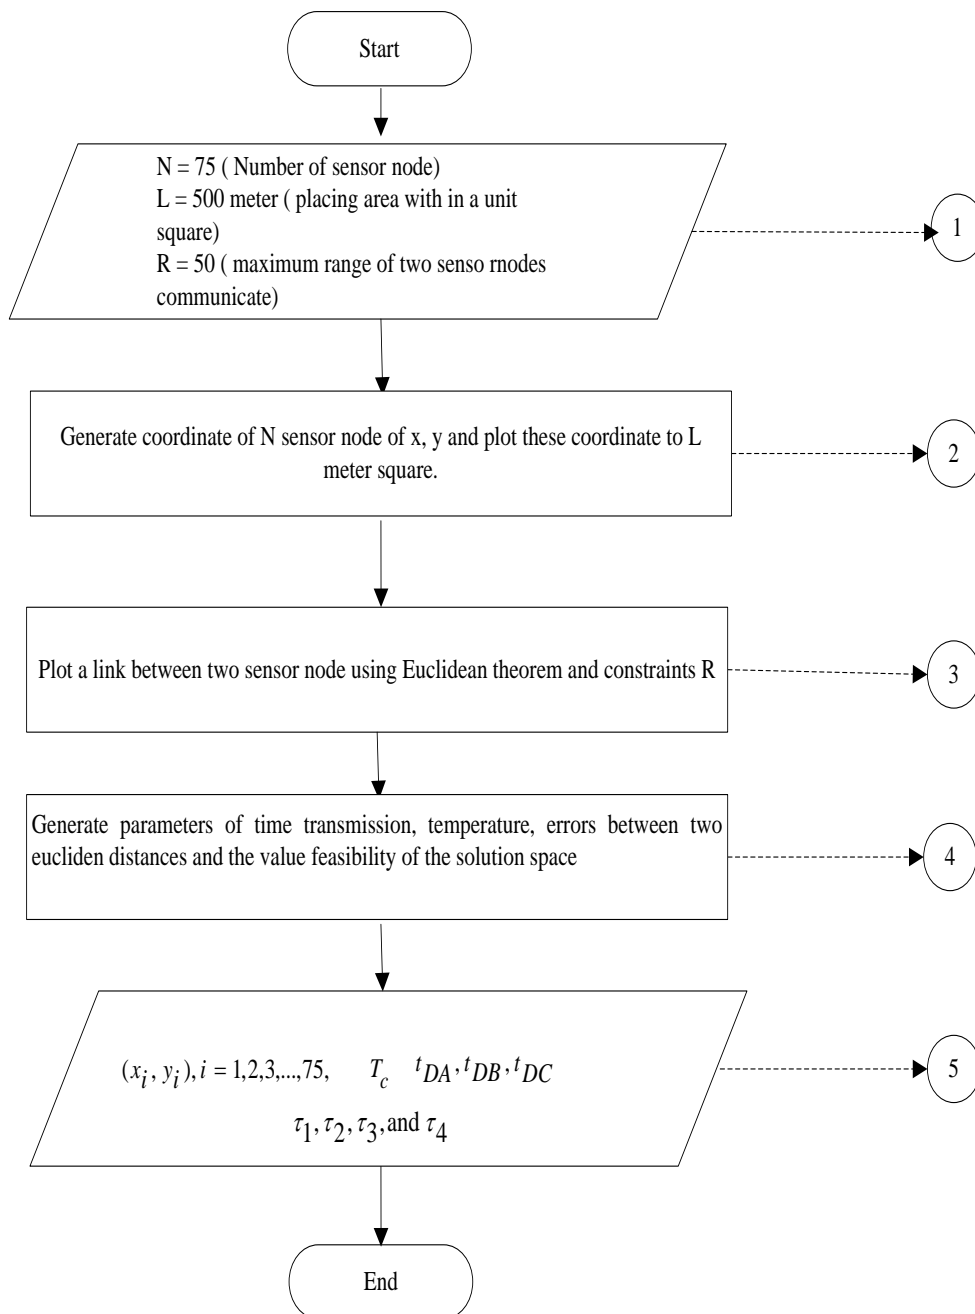 Start
N = 75 ( Number of sensor node)
L = 500 meter ( placing area with in a unit
square)
R = 50 ( maximum range of two senso rnodes
communicate)
1
Generate coordinate of N sensor node of x, y and plot these coordinate to L
meter square.
2
Plot a link between two sensor node using Euclidean theorem and constraints R
3
Generate parameters of time transmission, temperature, errors between two
eucliden distances and the value feasibility of the solution space
4
(x_i, y_i), i = 1,2,3,...,75, T_c t_DA, t_DB, t_DC
τ_1, τ_2, τ_3, and τ_4
5
End